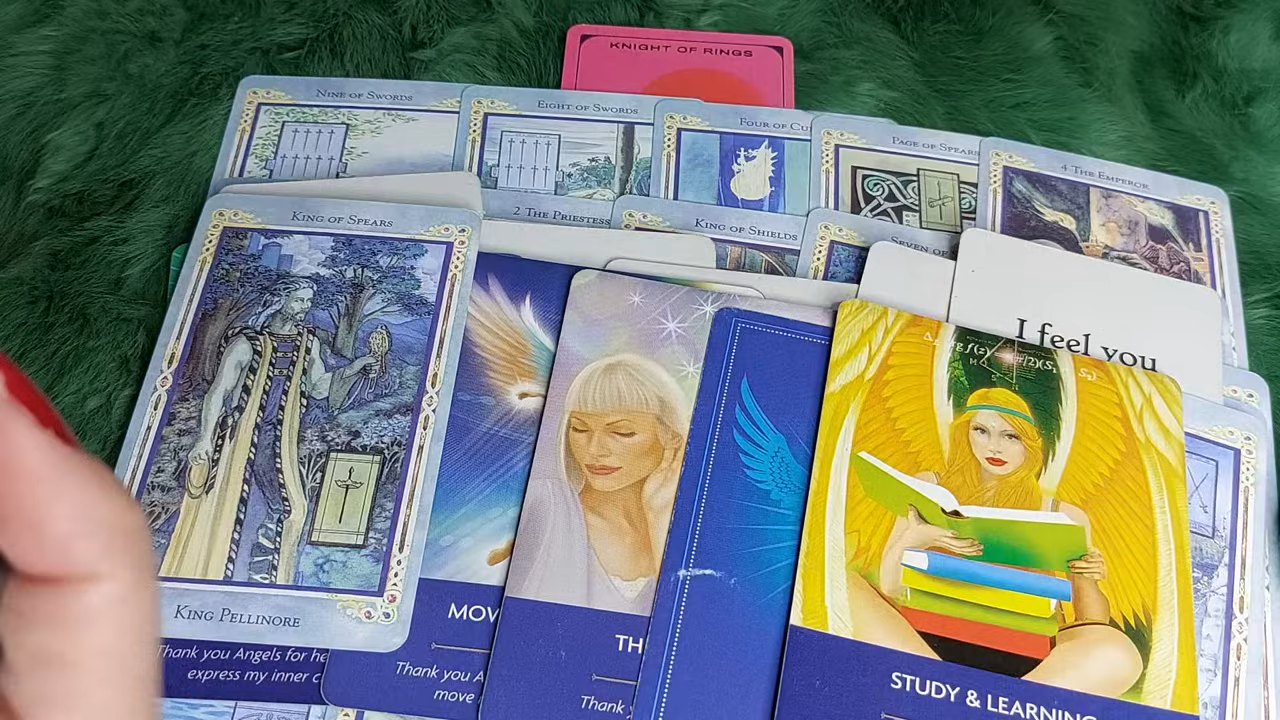 KNIGHT OF RINGS
NINE OF SWORDS
EIGHT OF SWORDS
FOUR OF CU
PAGE OF SPEARS
4 THE EMPEROR
KING OF SPEARS
2 THE PRIESTESS
KING OF SHIELDS
SEVEN OF
I feel you
KING PELLINORE
Thank you Angels for he
express my inner c
MOV
Thank you A
move
TH
Thank y
STUDY & LEARNING